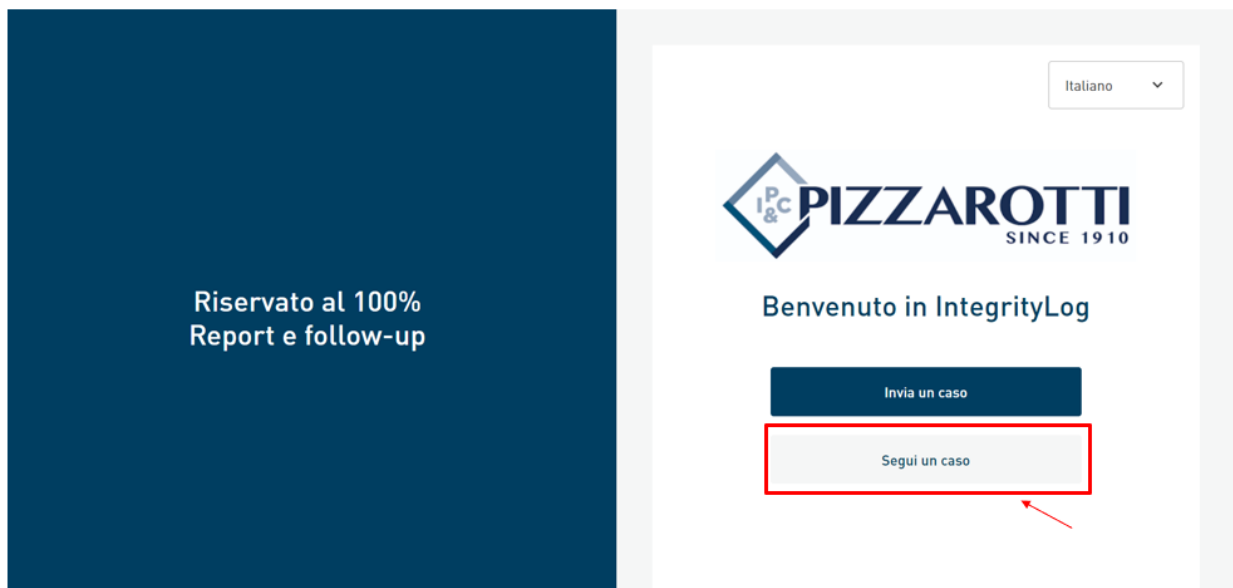 Riservato al 100%
Report e follow-up
Italiano
IP&C
PIZZAROTTI
SINCE 1910
Benvenuto in IntegrityLog
Invia un caso
Segui un caso